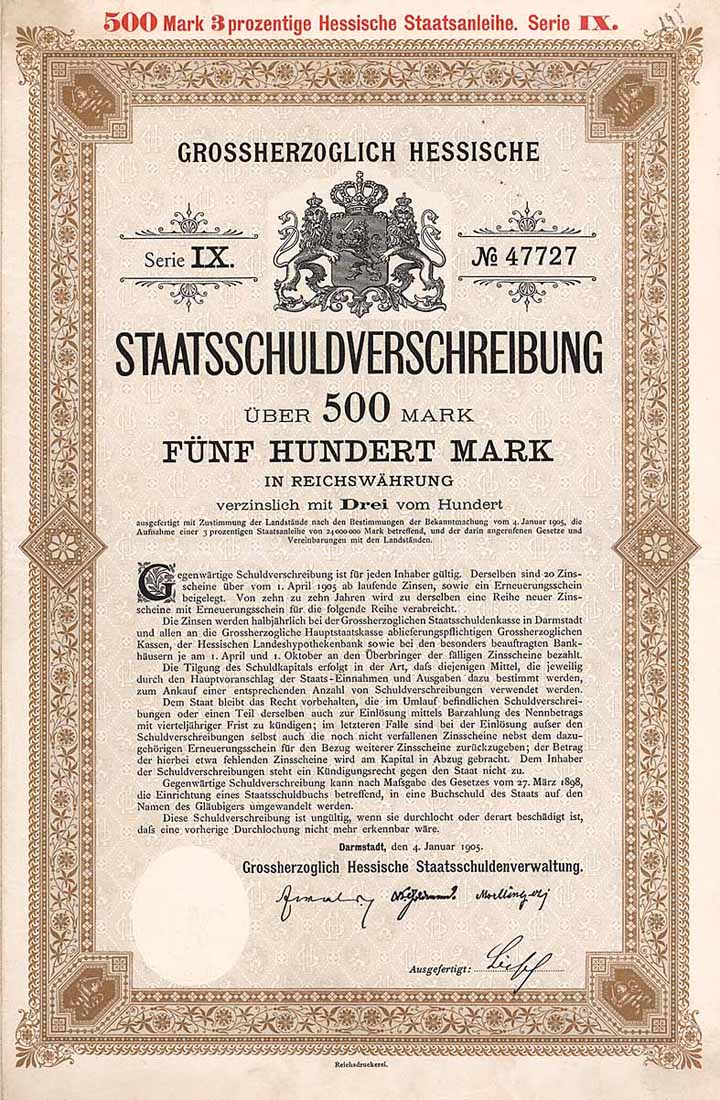 195
500 Mark 3 prozentige Hessische Staatsanleihe. Serie IX.
GROSSHERZOGLICH HESSISCHE
Serie IX.
№ 47727
STAATSSCHULDVERSCHREIBUNG
ÜBER 500 MARK
FÜNF HUNDERT MARK
IN REICHSWÄHRUNG
verzinslich mit Drei vom Hundert
ausgefertigt mit Zustimmung der Landstände nach den Bestimmungen der Bekanntmachung vom 4. Januar 1905, die
Aufnahme einer 3 prozentigen Staatsanleihe von 24 000 000 Mark betreffend, und der darin angerufenen Gesetze und
Vereinbarungen mit den Landständen.
Gegenwärtige Schuldverschreibung ist für jeden Inhaber gültig. Derselben sind 20 Zins-
scheine über vom 1. April 1905 ab laufende Zinsen, sowie ein Erneuerungsschein
beigelegt. Von zehn zu zehn Jahren wird zu derselben eine Reihe neuer Zins-
scheine mit Erneuerungsschein für die folgende Reihe verabreicht.
Die Zinsen werden halbjährlich bei der Grossherzoglichen Staatsschuldenkasse in Darmstadt
und allen an die Grossherzogliche Hauptstaatskasse ablieferungspflichtigen Grossherzoglichen
Kassen, der Hessischen Landeshypothekenbank sowie bei den besonders beauftragten Bank-
häusern je am 1. April und 1. Oktober an den Überbringer der fälligen Zinsscheine bezahlt.
Die Tilgung des Schuldkapitals erfolgt in der Art, daſs diejenigen Mittel, die jeweilig
durch den Hauptvoranschlag der Staats-Einnahmen und Ausgaben dazu bestimmt werden,
zum Ankauf einer entsprechenden Anzahl von Schuldverschreibungen verwendet werden.
Dem Staat bleibt das Recht vorbehalten, die im Umlauf befindlichen Schuldverschrei-
bungen oder einen Teil derselben auch zur Einlösung mittels Barzahlung des Nennbetrags
mit vierteljähriger Frist zu kündigen; im letzteren Falle sind bei der Einlösung auſser den
Schuldverschreibungen selbst auch die noch nicht verfallenen Zinsscheine nebst dem dazu-
gehörigen Erneuerungsschein für den Bezug weiterer Zinsscheine zurückzugeben; der Betrag
der hierbei etwa fehlenden Zinsscheine wird am Kapital in Abzug gebracht. Dem Inhaber
der Schuldverschreibungen steht ein Kündigungsrecht gegen den Staat nicht zu.
Gegenwärtige Schuldverschreibung kann nach Maſsgabe des Gesetzes vom 27. März 1898,
die Einrichtung eines Staatsschuldbuchs betreffend, in eine Buchschuld des Staats auf den
Namen des Gläubigers umgewandelt werden.
Diese Schuldverschreibung ist ungültig, wenn sie durchlocht oder derart beschädigt ist,
daſs eine vorherige Durchlochung nicht mehr erkennbar wäre.
Darmstadt, den 4. Januar 1905.
Grossherzoglich Hessische Staatsschuldenverwaltung.
Ausgefertigt:
Reichsdruckerei.